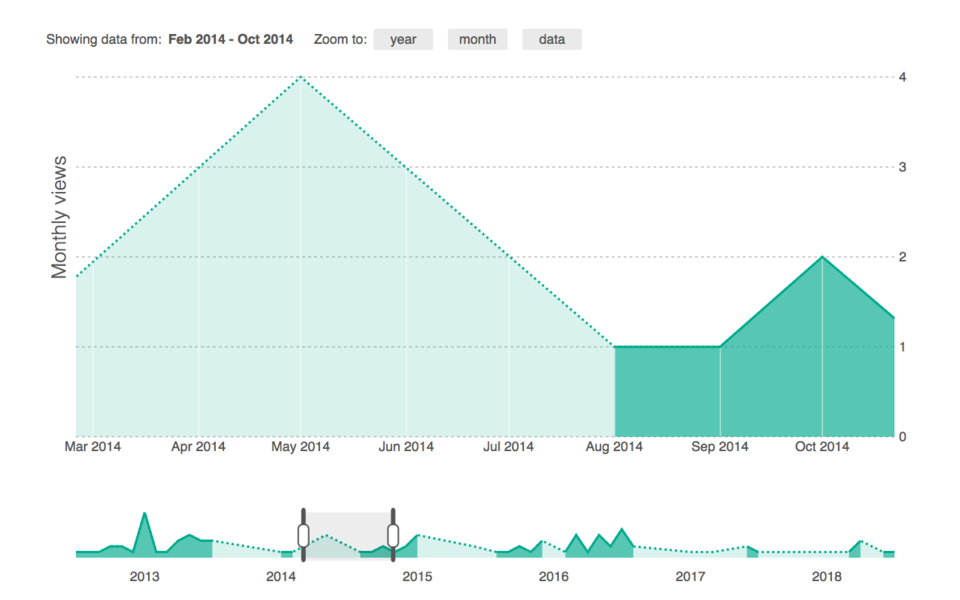 Showing data from: Feb 2014 - Oct 2014 Zoom to: year month data
4
3
Monthly views
2
1
0
Mar 2014 Apr 2014 May 2014 Jun 2014 Jul 2014 Aug 2014 Sep 2014 Oct 2014
2013 2014 2015 2016 2017 2018